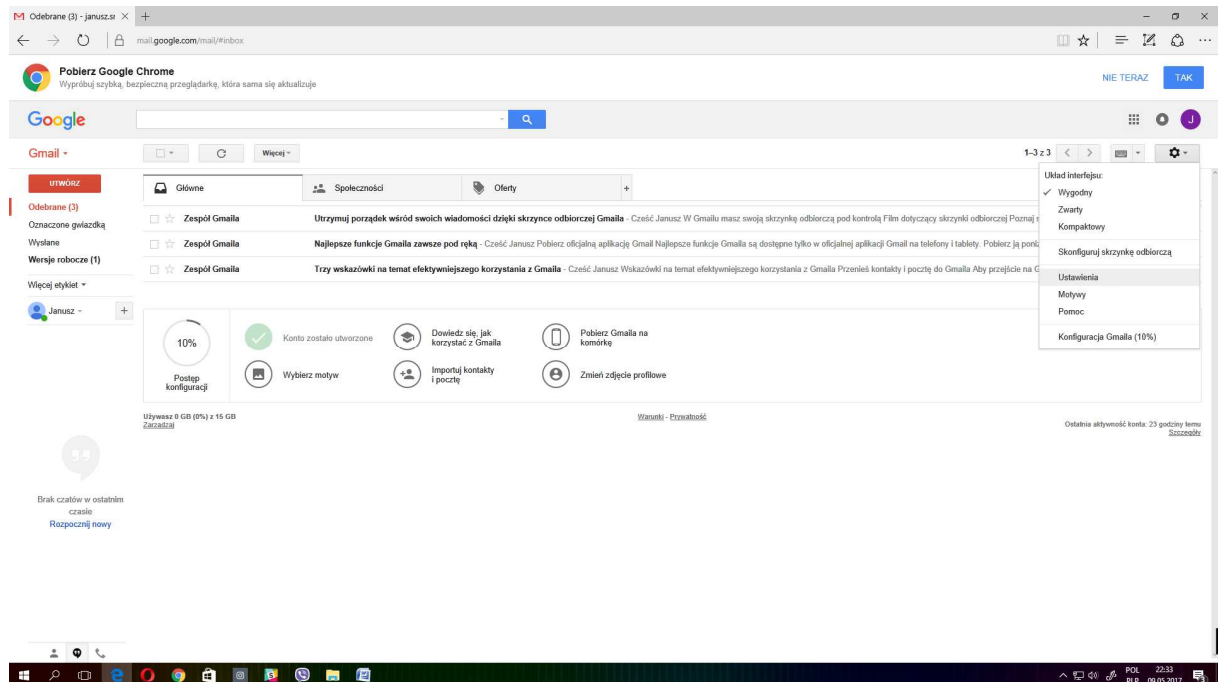 Odebrane (3) - janusz.sr
mail.google.com/mail/#inbox
Pobierz Google Chrome
Wypróbuj szybką, bezpieczną przeglądarkę, która sama się aktualizuje
NIE TERAZ
TAK
Google
J
Gmail
Więcej
1–3 z 3
UTWÓRZ
Odebrane (3)
Oznaczone gwiazdką
Wysłane
Wersje robocze (1)
Więcej etykiet
Janusz
Główne
Społeczności
Oferty
Zespół Gmaila Utrzymuj porządek wśród swoich wiadomości dzięki skrzynce odbiorczej Gmaila - Cześć Janusz W Gmailu masz swoją skrzynkę odbiorczą pod kontrolą Film dotyczący skrzynki odbiorczej Poznaj
Zespół Gmaila Najlepsze funkcje Gmaila zawsze pod ręką - Cześć Janusz Pobierz oficjalną aplikację Gmail Najlepsze funkcje Gmaila są dostępne tylko w oficjalnej aplikacji Gmail na telefony i tablety. Pobierz ją
Zespół Gmaila Trzy wskazówki na temat efektywniejszego korzystania z Gmaila - Cześć Janusz Wskazówki na temat efektywniejszego korzystania z Gmaila Przenieś kontakty i pocztę do Gmaila Aby przejście na
Układ interfejsu:
Wygodny
Zwarty
Kompaktowy
Skonfiguruj skrzynkę odbiorczą
Ustawienia
Motywy
Pomoc
Konfiguracja Gmaila (10%)
10%
Postęp
konfiguracji
Konto zostało utworzone
Dowiedz się, jak
korzystać z Gmaila
Pobierz Gmaila na
komórkę
Wybierz motyw
Importuj kontakty
i pocztę
Zmień zdjęcie profilowe
Używasz 0 GB (0%) z 15 GB
Zarządzaj
Warunki - Prywatność
Ostatnia aktywność konta: 23 godziny temu
Szczegóły
Brak czatów w ostatnim
czasie
Rozpocznij nowy
POL 22:33
PLP 09.05.2017